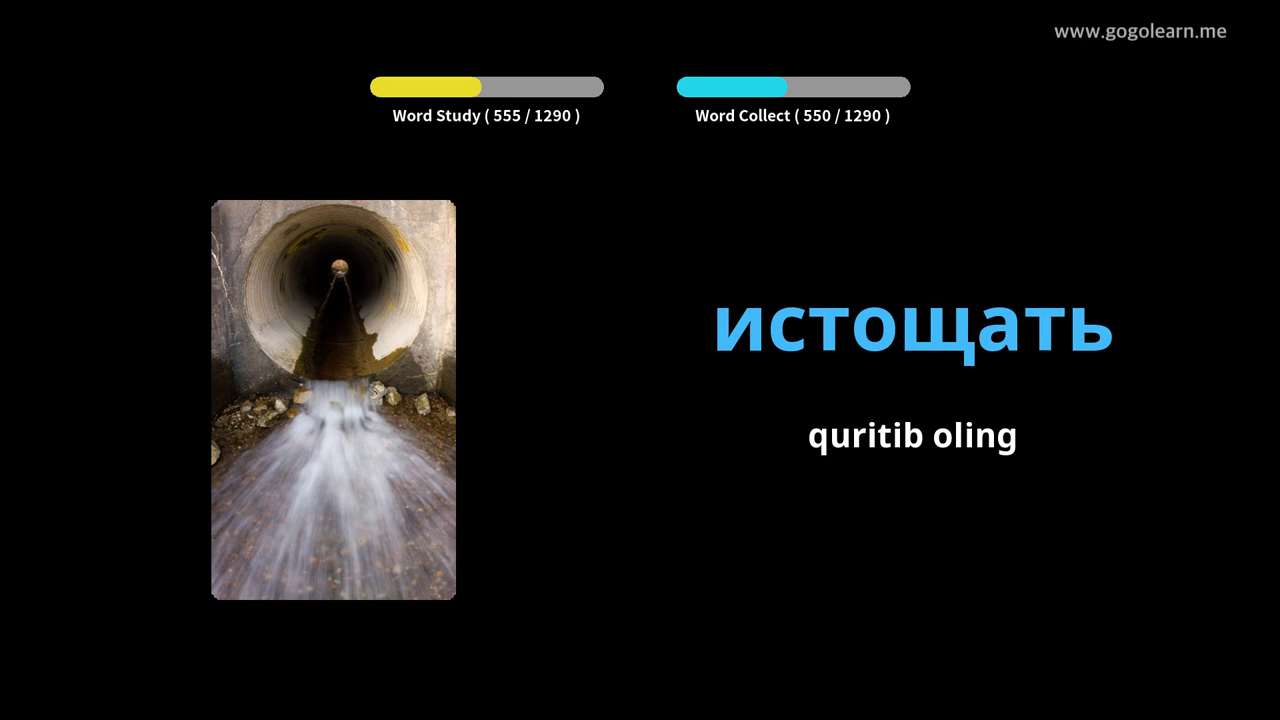 www.gogolearn.me
Word Study ( 555 / 1290 )
Word Collect ( 550 / 1290 )
истощать
quritib oling